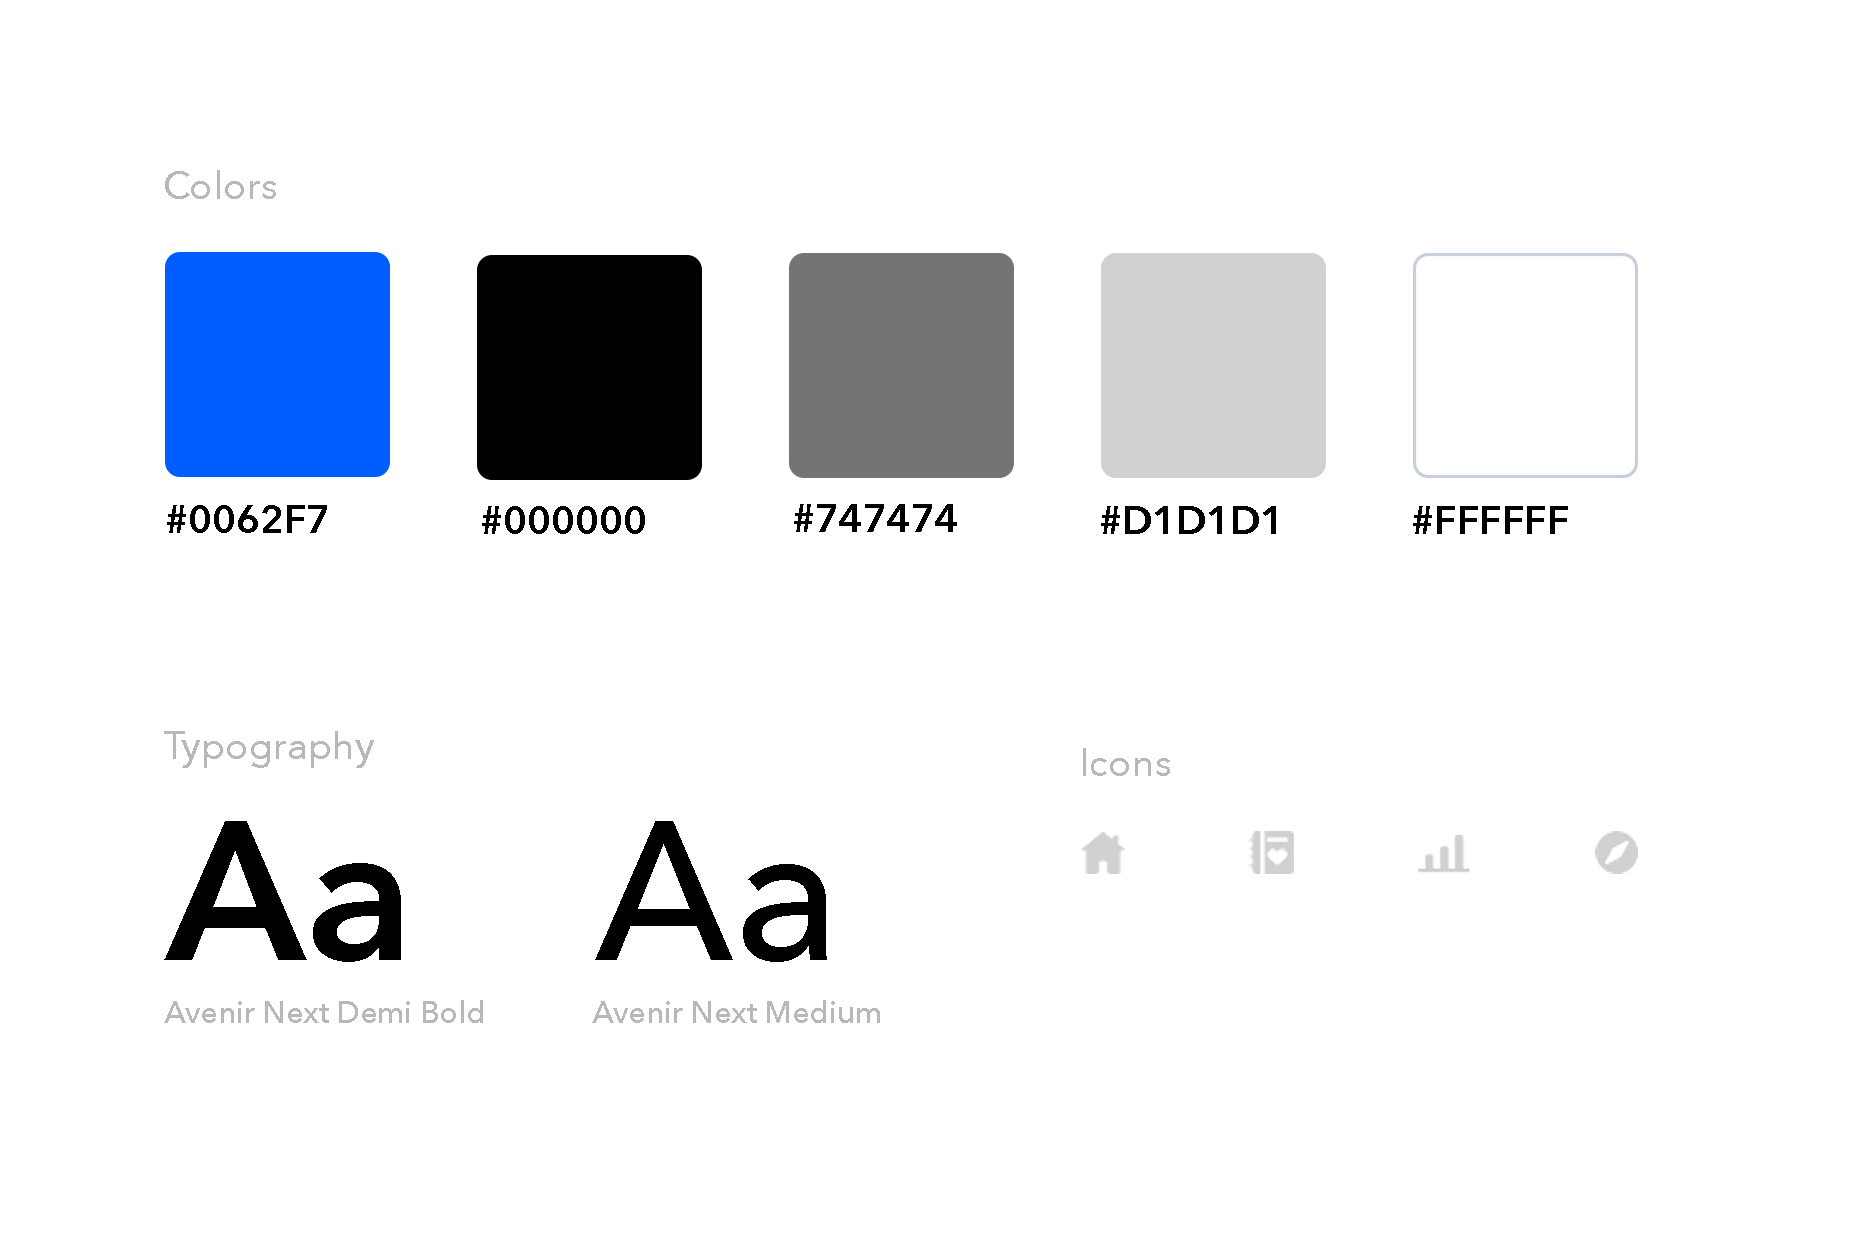 Colors
#0062F7
#000000
#747474
#D1D1D1
#FFFFFF
Typography
Aa
Aa
Avenir Next Demi Bold
Avenir Next Medium
Icons